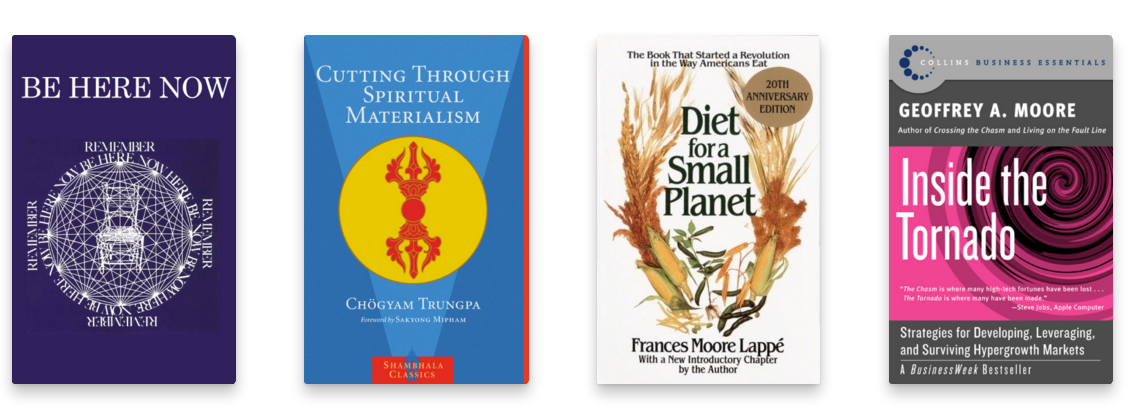 BE HERE NOW
REMEMBER
BE HERE NOW
REMEMBER
REMEMBER
REMEMBER
CUTTING THROUGH
SPIRITUAL
MATERIALISM
CHÖGYAM TRUNGPA
Foreword by SAKYONG MIPHAM
SHAMBHALA
CLASSICS
The Book That Started a Revolution
in the Way Americans Eat
20TH
ANNIVERSARY
EDITION
Diet
for a
Small
Planet
Frances Moore Lappé
With a New Introductory Chapter
by the Author
COLLINS BUSINESS ESSENTIALS
GEOFFREY A. MOORE
Author of Crossing the Chasm and Living on the Fault Line
Inside the
Tornado
"The Chasm is where many high-tech fortunes have been lost . . .
The Tornado is where many have been made."
—Steve Jobs, Apple Computer
Strategies for Developing, Leveraging,
and Surviving Hypergrowth Markets
A BusinessWeek Bestseller